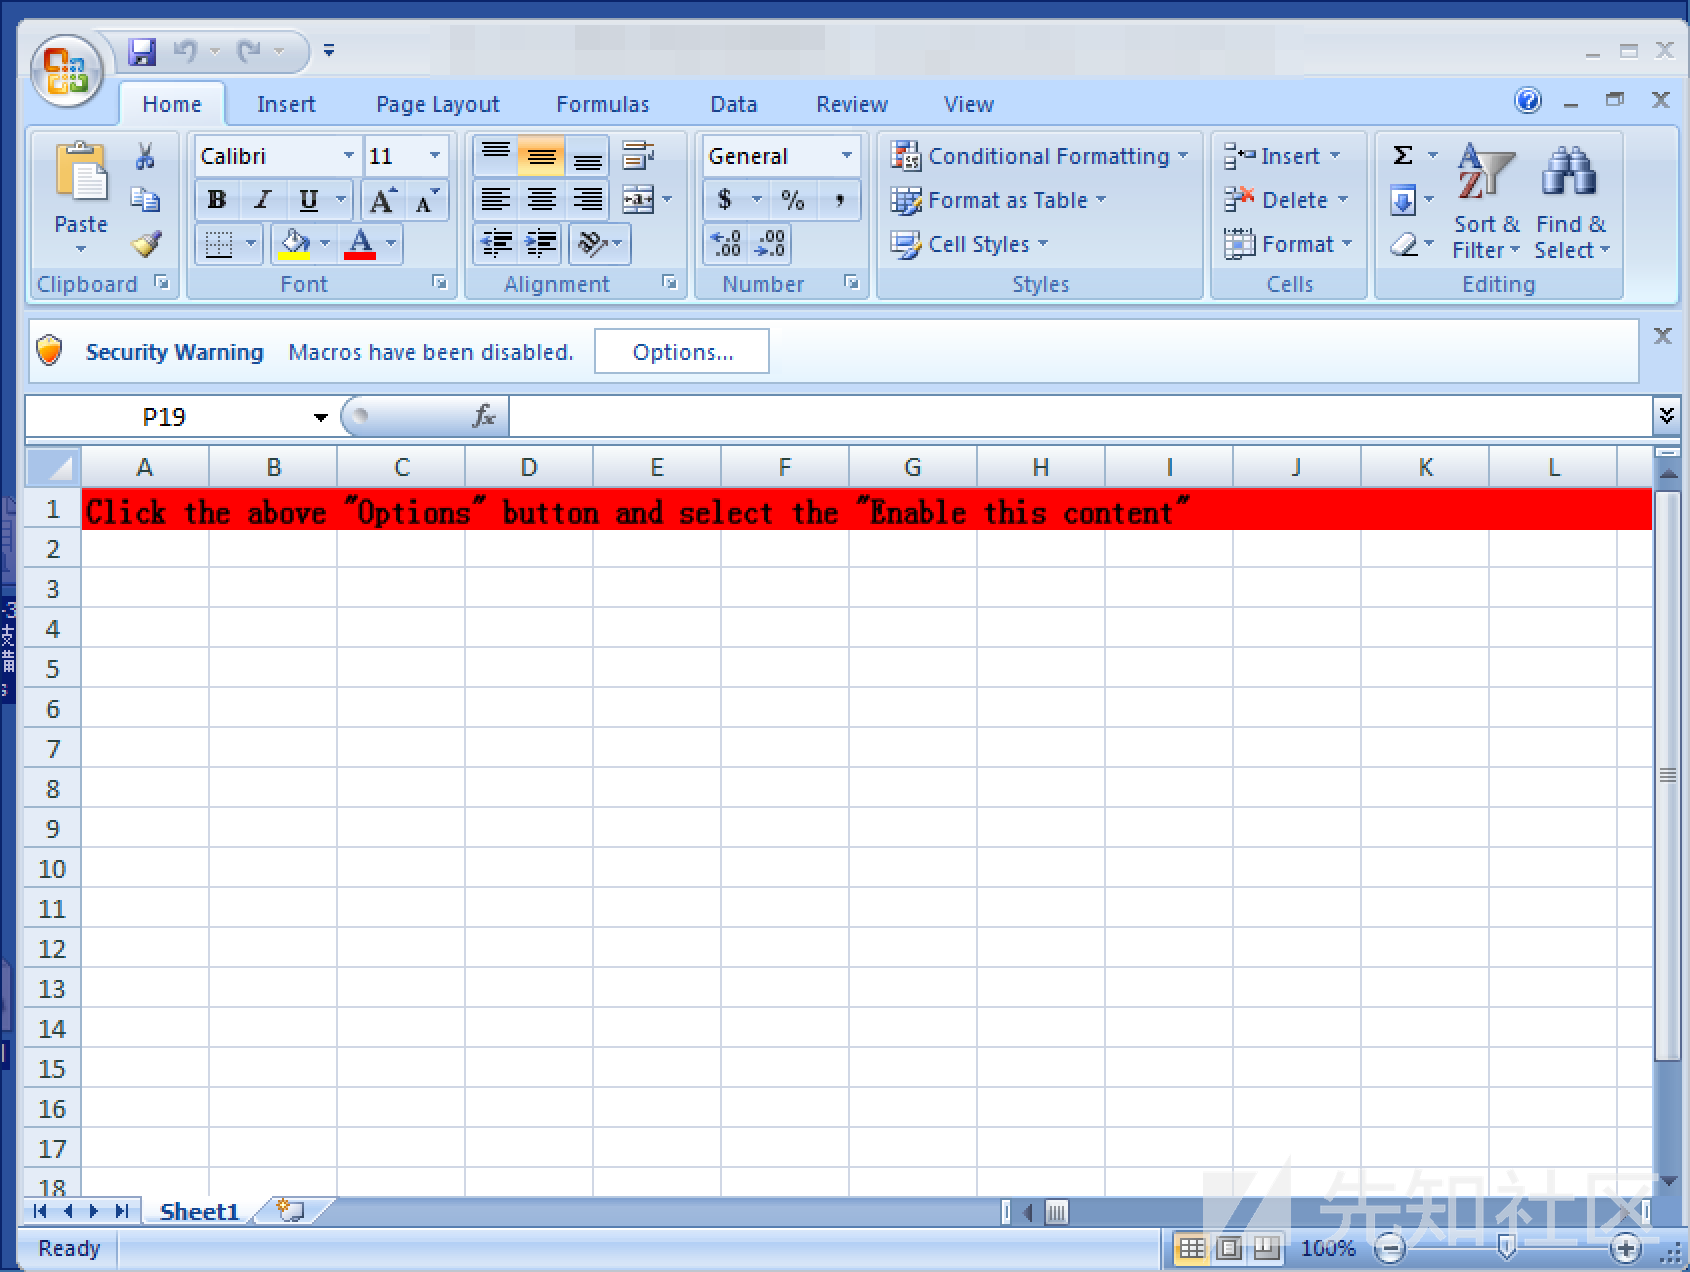 Home Insert Page Layout Formulas Data Review View
Calibri 11 General Conditional Formatting Insert Σ
Paste B I U A A $ % , Format as Table Delete Sort & Filter Find & Select
A .0 .00 .00 .0 Cell Styles Format
Clipboard Font Alignment Number Styles Cells Editing
Security Warning Macros have been disabled. Options...
P19 fx
A B C D E F G H I J K L
1 Click the above "Options" button and select the "Enable this content"
2
3
4
5
6
7
8
9
10
11
12
13
14
15
16
17
18
Sheet1
Ready 100%
先知社区